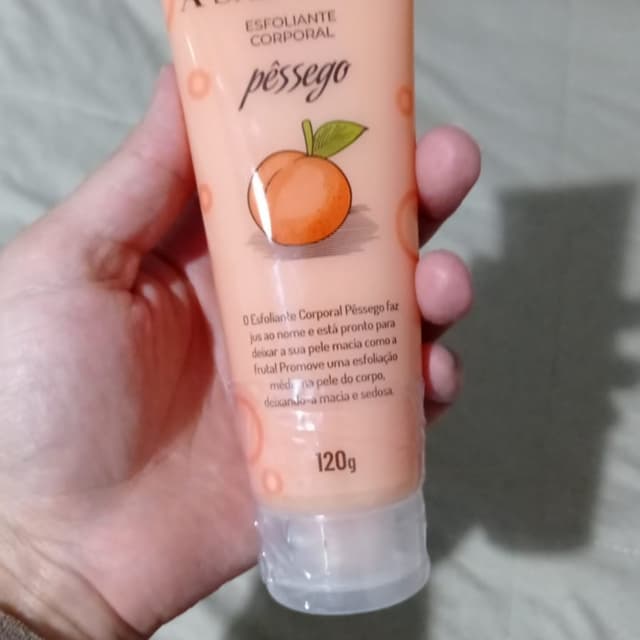 ESFOLIANTE
CORPORAL
pêssego
O Esfoliante Corporal Pêssego faz
jus ao nome e está pronto para
deixar a sua pele macia como a
fruta! Promove uma esfoliação
na pele do corpo,
deixando-a macia e sedosa.
120g